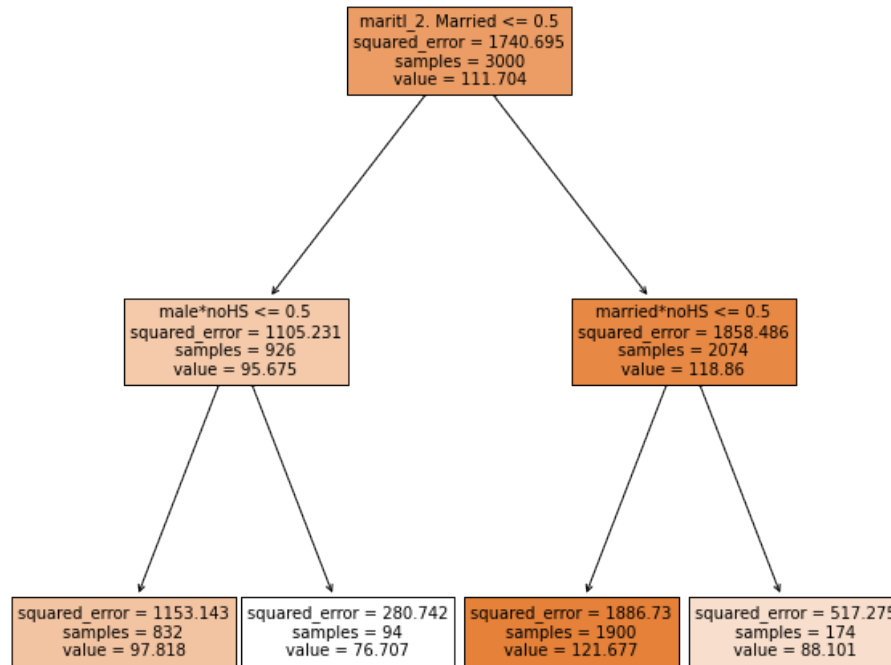 maritl_2. Married <= 0.5
squared_error = 1740.695
samples = 3000
value = 111.704
male*noHS <= 0.5
squared_error = 1105.231
samples = 926
value = 95.675
married*noHS <= 0.5
squared_error = 1858.486
samples = 2074
value = 118.86
squared_error = 1153.143
samples = 832
value = 97.818
squared_error = 280.742
samples = 94
value = 76.707
squared_error = 1886.73
samples = 1900
value = 121.677
squared_error = 517.275
samples = 174
value = 88.101